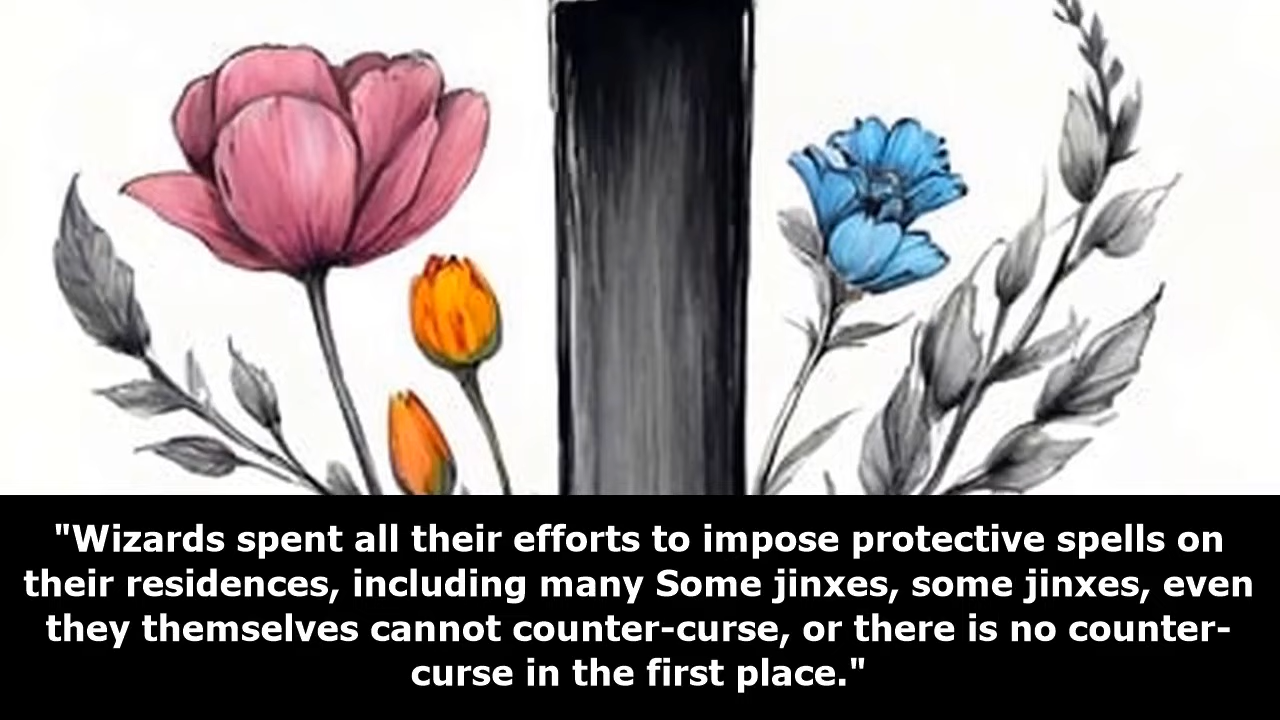 "Wizards spent all their efforts to impose protective spells on
their residences, including many Some jinxes, some jinxes, even
they themselves cannot counter-curse, or there is no counter-
curse in the first place."